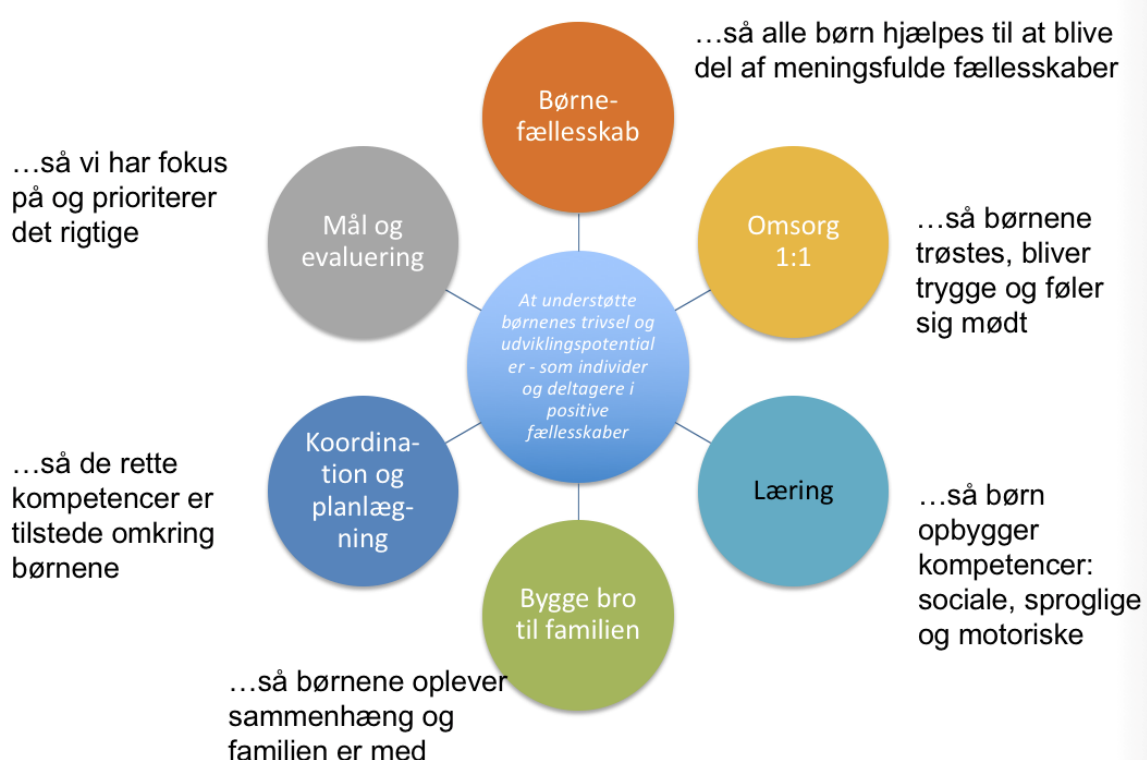 …så alle børn hjælpes til at blive
del af meningsfulde fællesskaber
Børne-
fællesskab
…så vi har fokus
på og prioriterer
det rigtige
Mål og
evaluering
Omsorg
1:1
…så børnene
trøstes, bliver
trygge og føler
sig mødt
At understøtte
børnenes trivsel og
udviklingspotential
er - som individer
og deltagere i
positive
fællesskaber
…så de rette
kompetencer er
tilstede omkring
børnene
Koordina-
tion og
planlæg-
ning
Læring
…så børn
opbygger
kompetencer:
sociale, sproglige
og motoriske
Bygge bro
til familien
…så børnene oplever
sammenhæng og
familien er med